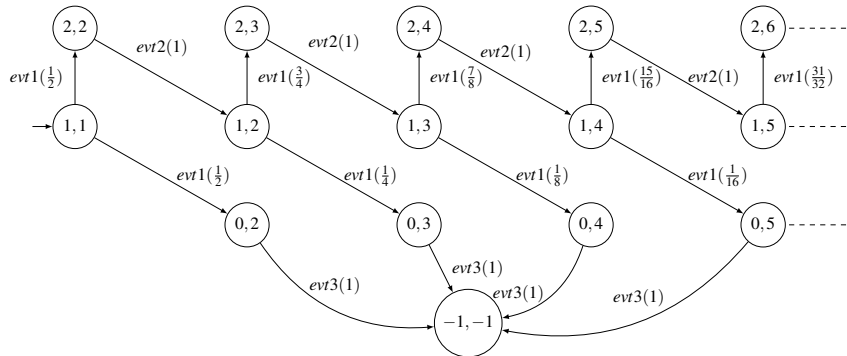 2, 2 2, 3 2, 4 2, 5 2, 6
evt2(1) evt2(1) evt2(1) evt2(1)
evt1(1/2) evt1(3/4) evt1(7/8) evt1(15/16) evt1(31/32)
1, 1 1, 2 1, 3 1, 4 1, 5
evt1(1/2) evt1(1/4) evt1(1/8) evt1(1/16)
0, 2 0, 3 0, 4 0, 5
evt3(1) evt3(1) evt3(1) evt3(1)
−1, −1